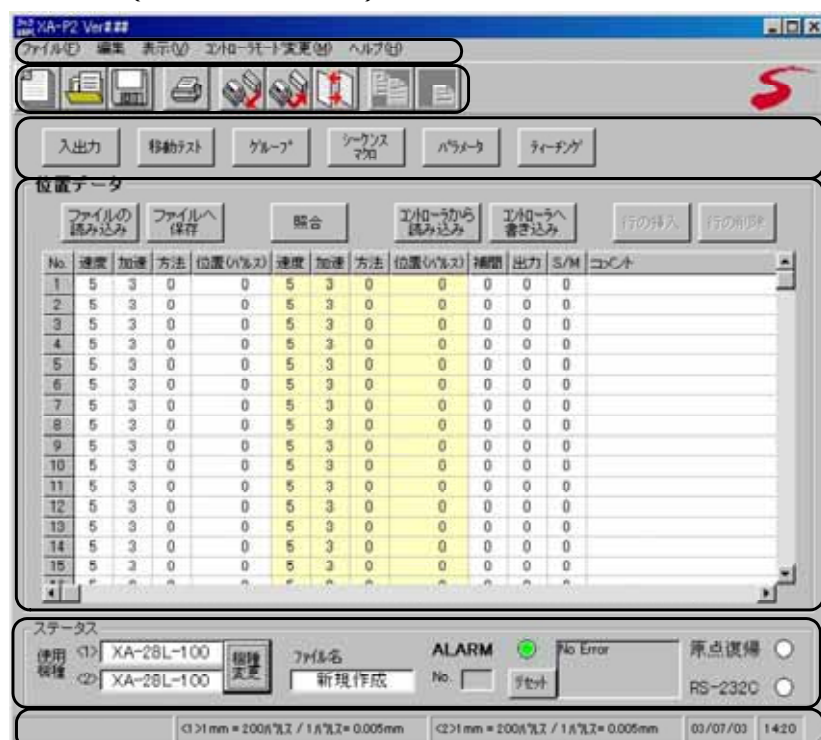 XA-P2 Ver###
ファイル(F) 編集 表示(V) コントローラモード変更(M) ヘルプ(H)
入出力 移動テスト グループ シーケンスマクロ パラメータ ティーチング
位置データ
ファイルの読み込み ファイルへ保存 照合 コントローラから読み込み コントローラへ書き込み 行の挿入 行の削除
No. 速度 加速 方法 位置(パルス) 速度 加速 方法 位置(パルス) 補間 出力 S/M コメント
1 5 3 0 0 5 3 0 0 0 0 0
2 5 3 0 0 5 3 0 0 0 0 0
3 5 3 0 0 5 3 0 0 0 0 0
4 5 3 0 0 5 3 0 0 0 0 0
5 5 3 0 0 5 3 0 0 0 0 0
6 5 3 0 0 5 3 0 0 0 0 0
7 5 3 0 0 5 3 0 0 0 0 0
8 5 3 0 0 5 3 0 0 0 0 0
9 5 3 0 0 5 3 0 0 0 0 0
10 5 3 0 0 5 3 0 0 0 0 0
11 5 3 0 0 5 3 0 0 0 0 0
12 5 3 0 0 5 3 0 0 0 0 0
13 5 3 0 0 5 3 0 0 0 0 0
14 5 3 0 0 5 3 0 0 0 0 0
15 5 3 0 0 5 3 0 0 0 0 0
ステータス
使用機種 <1> XA-28L-100 機種変更 ファイル名 ALARM No Error 原点復帰
<2> XA-28L-100 新規作成 No. リセット RS-232C
<1>1mm = 200パルス / 1パルス= 0.005mm <2>1mm = 200パルス / 1パルス= 0.005mm 03/07/03 14:20